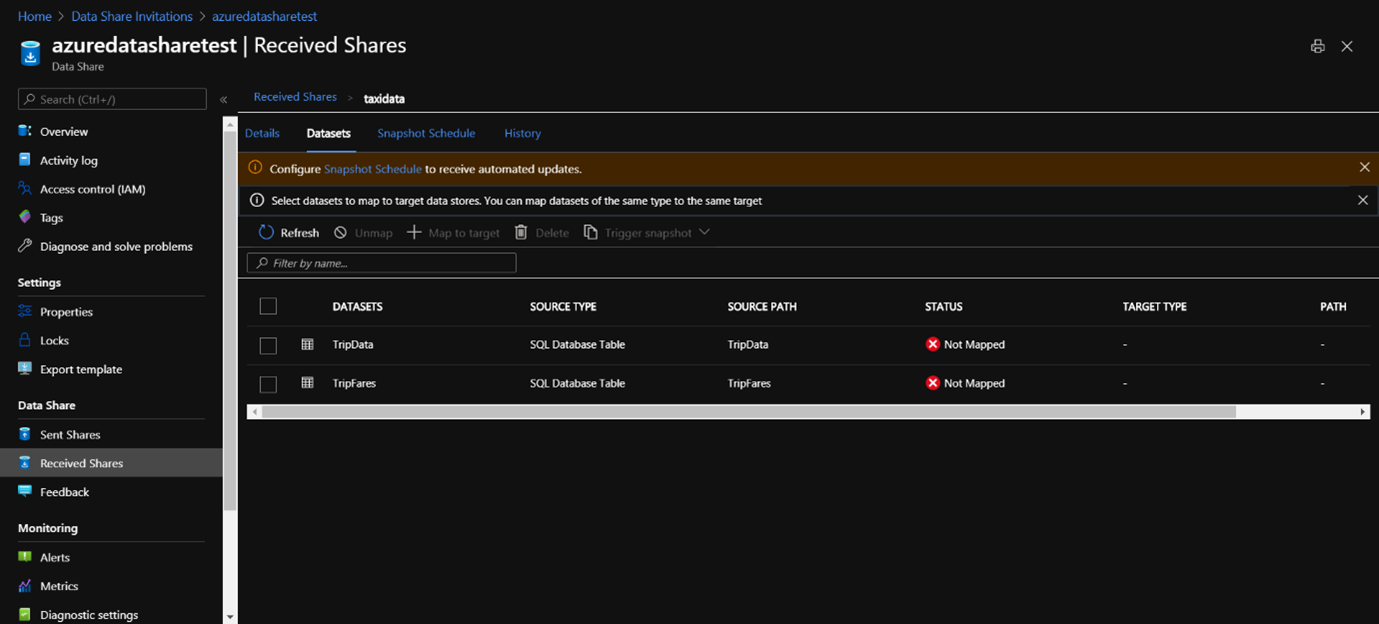 Home > Data Share Invitations > azuredatasharetest
azuredatasharetest | Received Shares
Data Share
Search (Ctrl+/)
«
Overview
Activity log
Access control (IAM)
Tags
Diagnose and solve problems
Settings
Properties
Locks
Export template
Data Share
Sent Shares
Received Shares
Feedback
Monitoring
Alerts
Metrics
Diagnostic settings
Received Shares > taxidata
Details Datasets Snapshot Schedule History
Configure Snapshot Schedule to receive automated updates.
Select datasets to map to target data stores. You can map datasets of the same type to the same target
Refresh Unmap Map to target Delete Trigger snapshot
Filter by name...
DATASETS SOURCE TYPE SOURCE PATH STATUS TARGET TYPE PATH
TripData SQL Database Table TripData Not Mapped - -
TripFares SQL Database Table TripFares Not Mapped - -